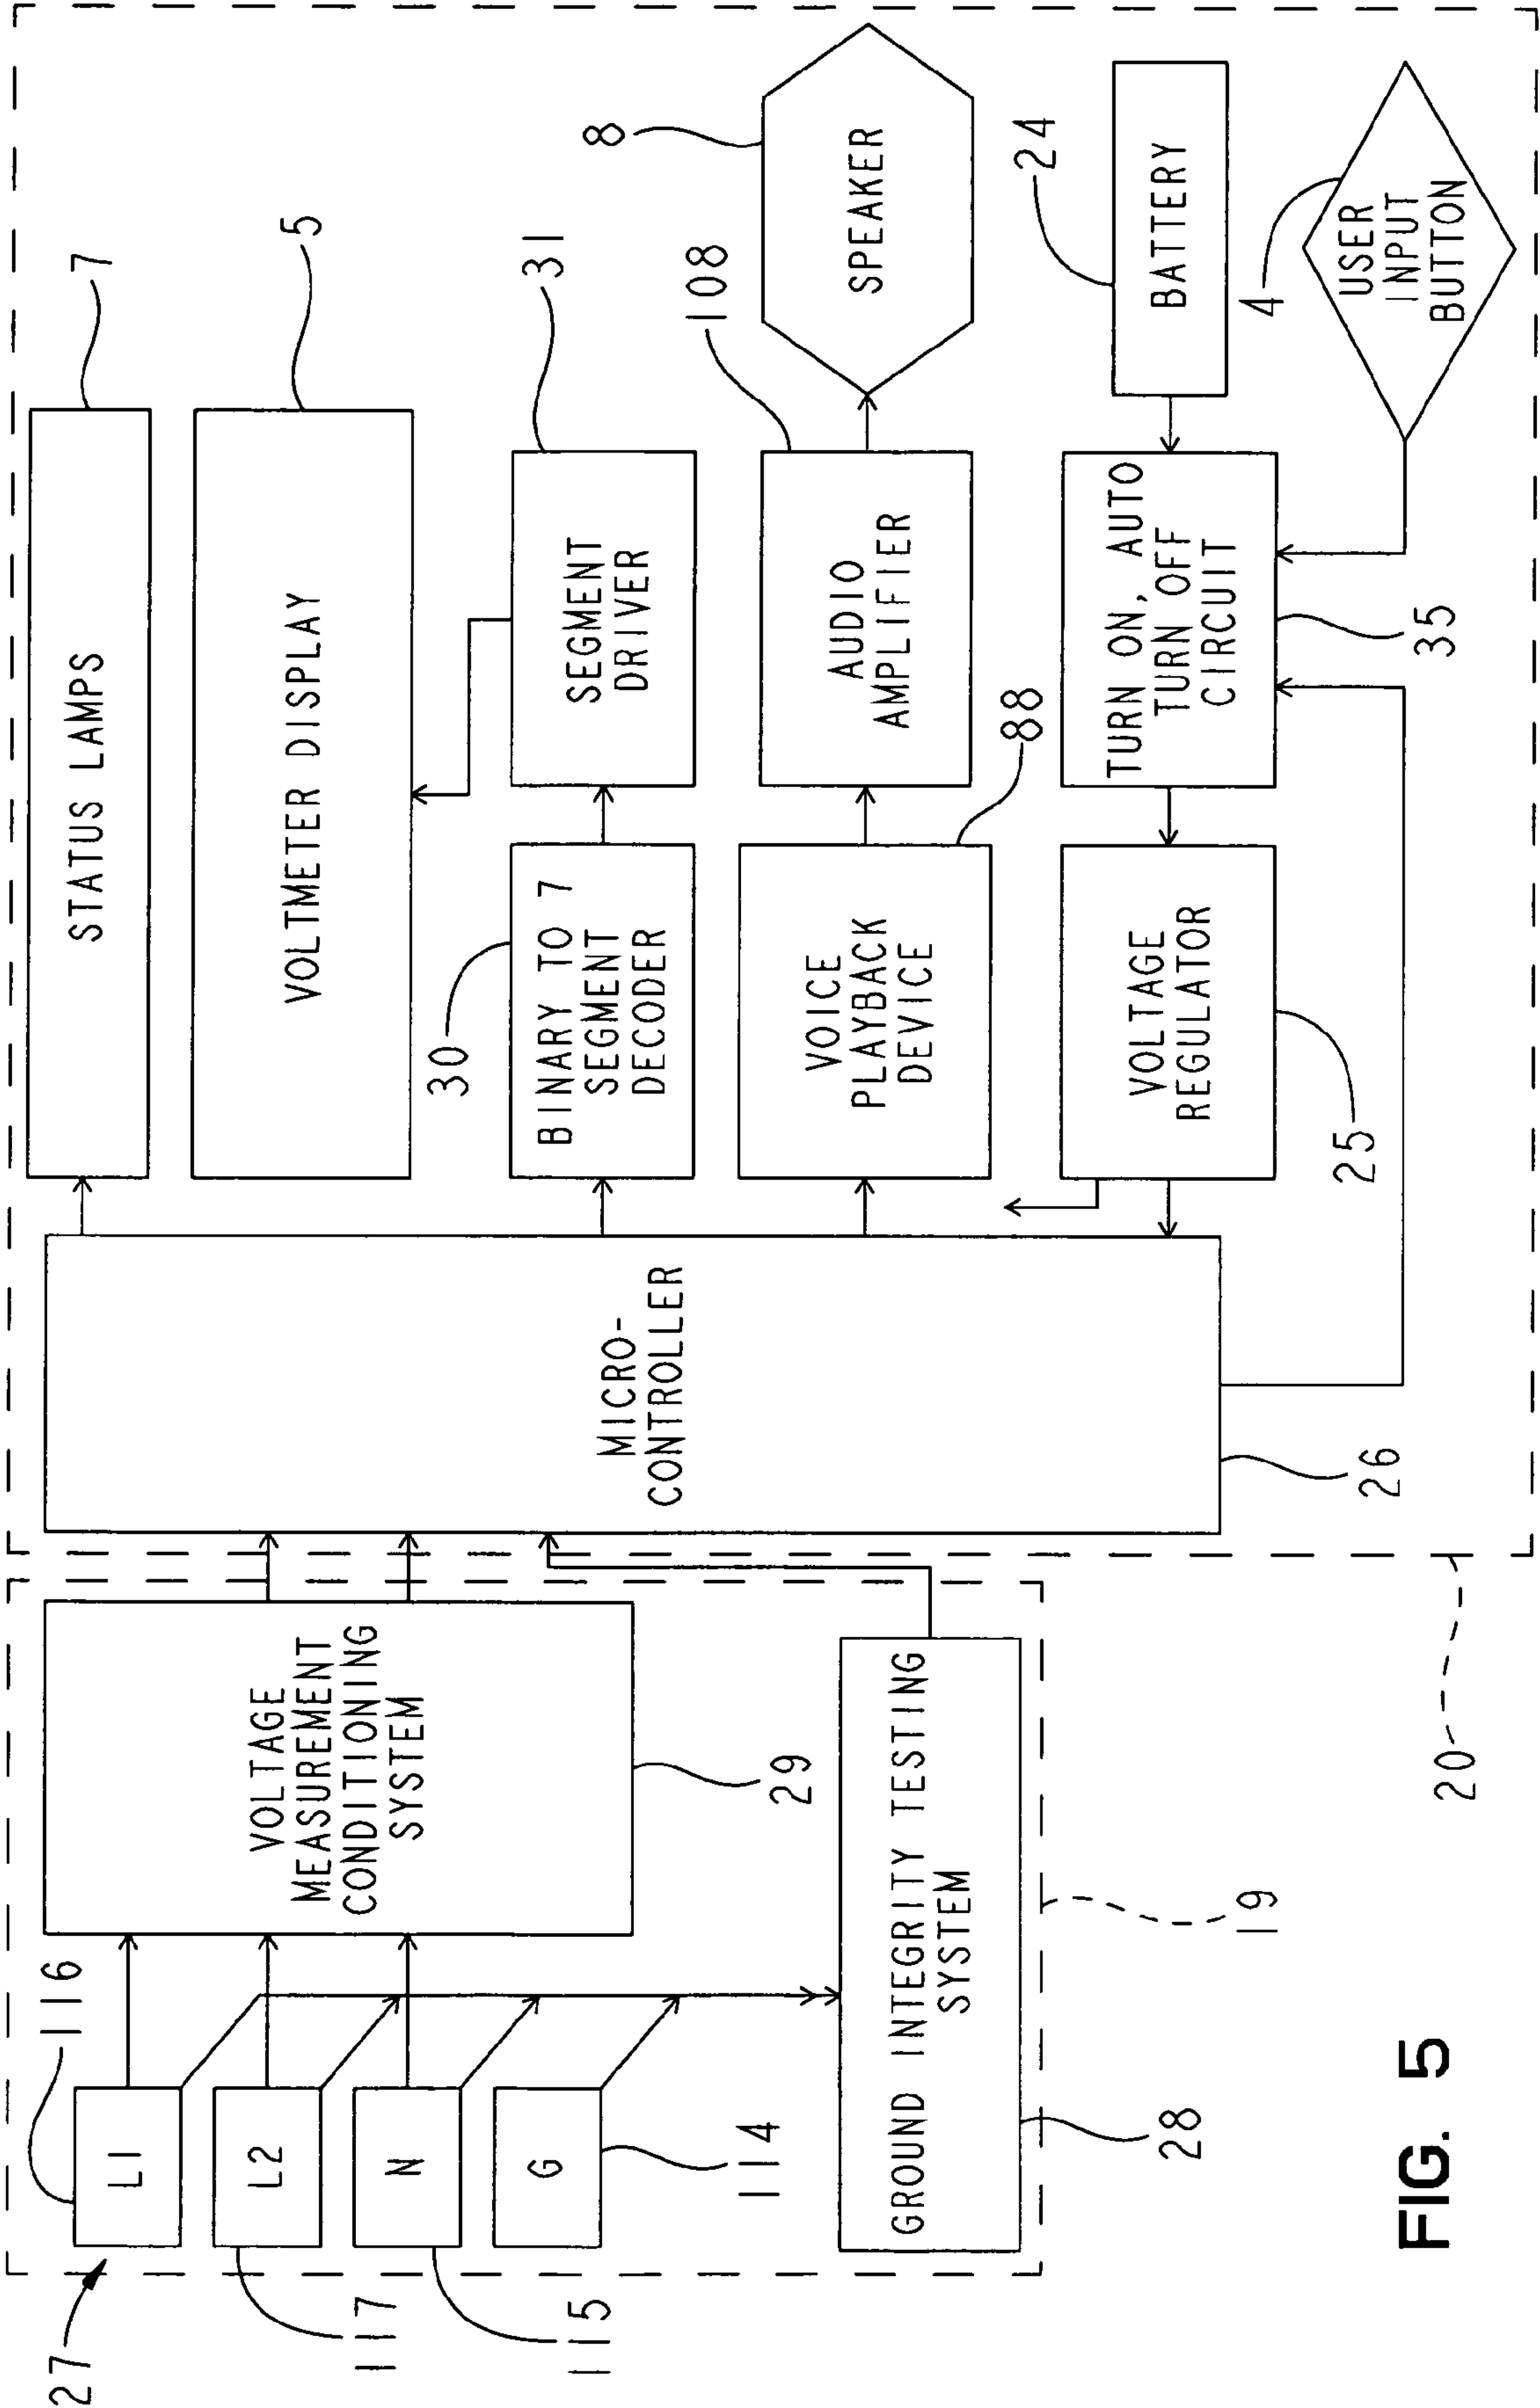 27
116
L1
117
L2
115
N
G
114
VOLTAGE
MEASUREMENT
CONDITIONING
SYSTEM
29
GROUND INTEGRITY TESTING
SYSTEM
28
19
20
MICRO-
CONTROLLER
26
STATUS LAMPS
7
VOLTMETER DISPLAY
5
30
BINARY TO 7
SEGMENT
DECODER
SEGMENT
DRIVER
31
VOICE
PLAYBACK
DEVICE
88
AUDIO
AMPLIFIER
108
SPEAKER
8
VOLTAGE
REGULATOR
25
TURN ON, AUTO
TURN OFF
CIRCUIT
35
BATTERY
24
USER
INPUT
BUTTON
4
FIG. 5